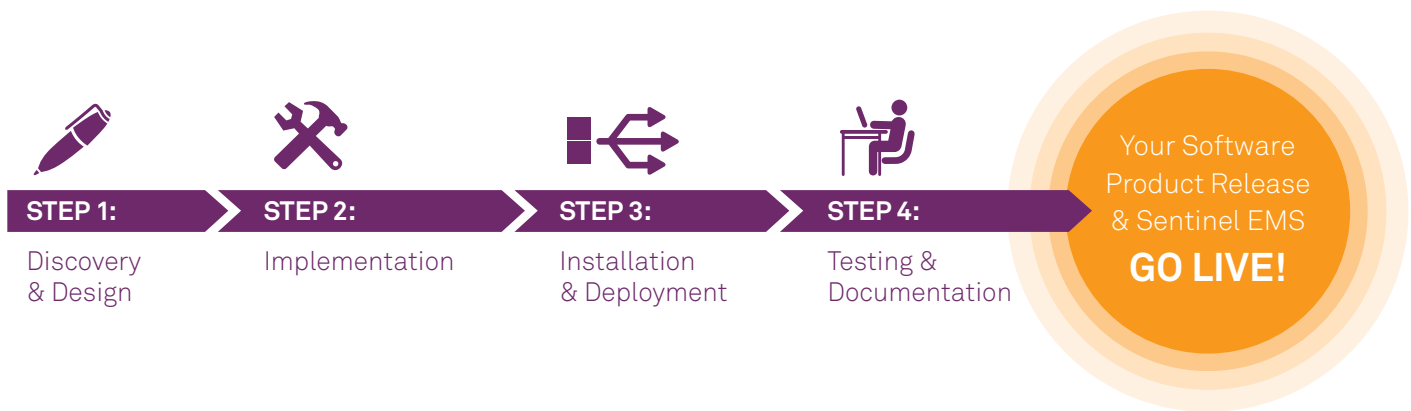 STEP 1:
Discovery
& Design
STEP 2:
Implementation
STEP 3:
Installation
& Deployment
STEP 4:
Testing &
Documentation
Your Software
Product Release
& Sentinel EMS
GO LIVE!